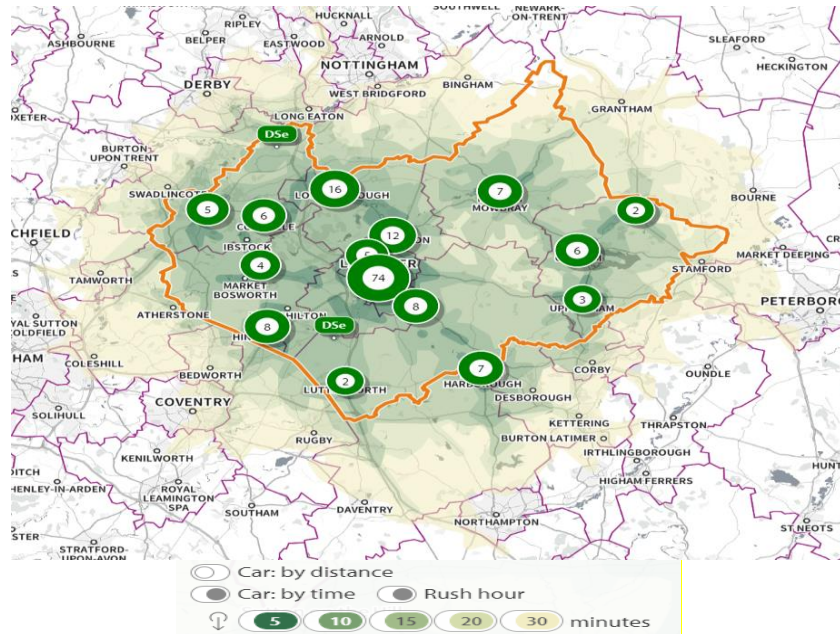 SOUTHWELL
NEWARK-
ON-TRENT
HUCKNALL
RIPLEY
ASHBOURNE
BELPER
EASTWOOD
ARNOLD
SLEAFORD
HECKINGTON
NOTTINGHAM
DERBY
WEST BRIDGFORD
BINGHAM
GRANTHAM
LONG EATON
DSe
BURTON
UPON TRENT
SWADLINCOTE
16
7
BOURNE
5
6
2
12
6
IBSTOCK
MARKET DEEPING
4
74
STAMFORD
TAMWORTH
MARKET
BOSWORTH
8
3
PETERBOROUGH
ATHERSTONE
HILTON
DSe
8
COLESHILL
BEDWORTH
7
CORBY
OUNDLE
2
COVENTRY
DESBOROUGH
SOLIHULL
KETTERING
THRAPSTON
RUGBY
BURTON LATIMER
KENILWORTH
IRTHLINGBOROUGH
HENLEY-IN-ARDEN
ROYAL
LEAMINGTON
SPA
HIGHAM FERRERS
SOUTHAM
DAVENTRY
NORTHAMPTON
ST NEOTS
STRATFORD-
UPON-AVON
Car: by distance
Car: by time Rush hour
5 10 15 20 30 minutes